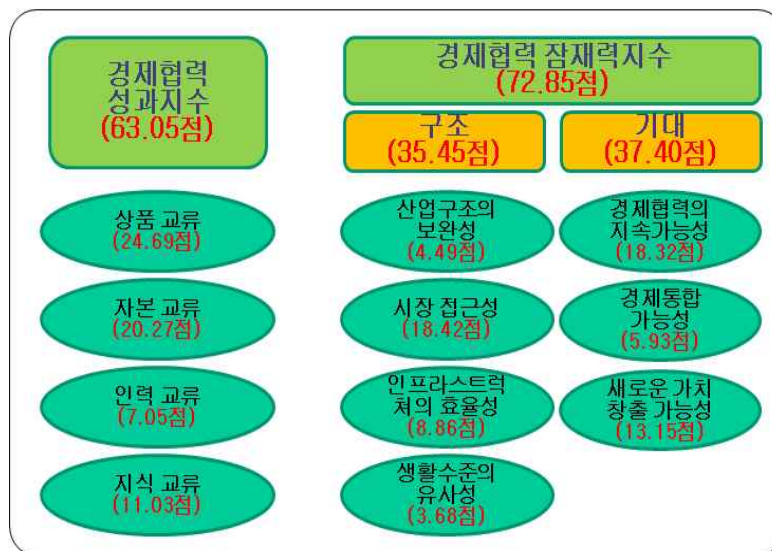 경제협력
성과지수
(63.05점)
상품 교류
(24.69점)
자본 교류
(20.27점)
인력 교류
(7.05점)
지식 교류
(11.03점)
경제협력 잠재력지수
(72.85점)
구조
(35.45점)
산업구조의
보완성
(4.49점)
시장 접근성
(18.42점)
인프라스트럭
쳐의 효율성
(8.86점)
생활수준의
유사성
(3.68점)
기대
(37.40점)
경제협력의
지속가능성
(18.32점)
경제통합
가능성
(5.93점)
새로운 가치
창출 가능성
(13.15점)